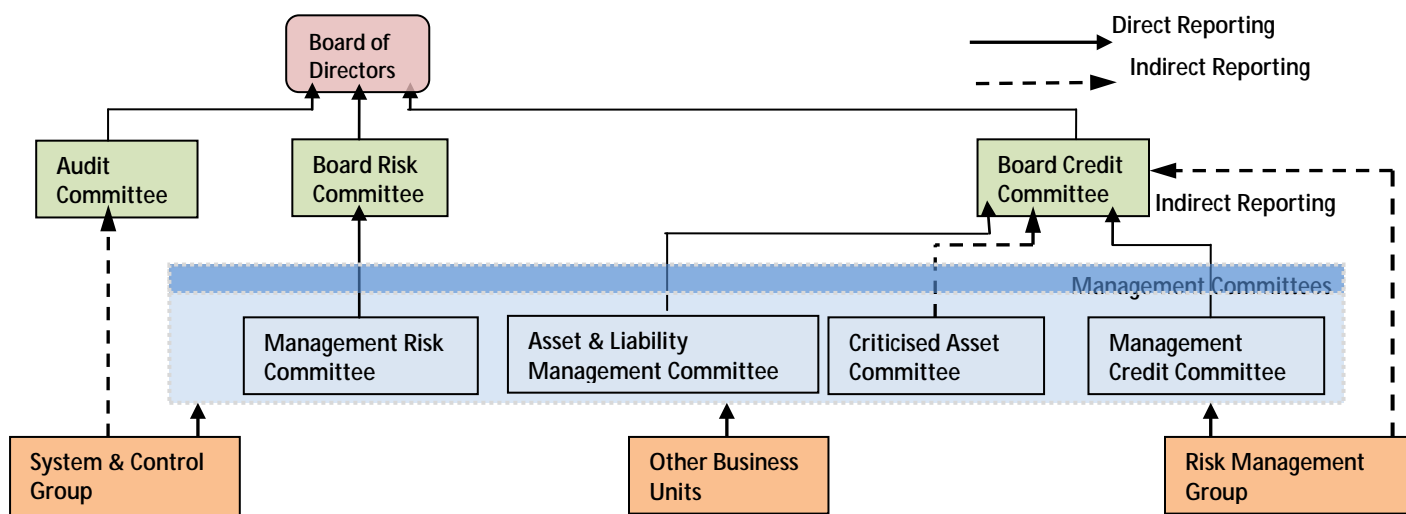 Board of
Directors
Direct Reporting
Indirect Reporting
Audit
Committee
Board Risk
Committee
Board Credit
Committee
Indirect Reporting
Management Committees
Management Risk
Committee
Asset & Liability
Management Committee
Criticised Asset
Committee
Management
Credit Committee
System & Control
Group
Other Business
Units
Risk Management
Group